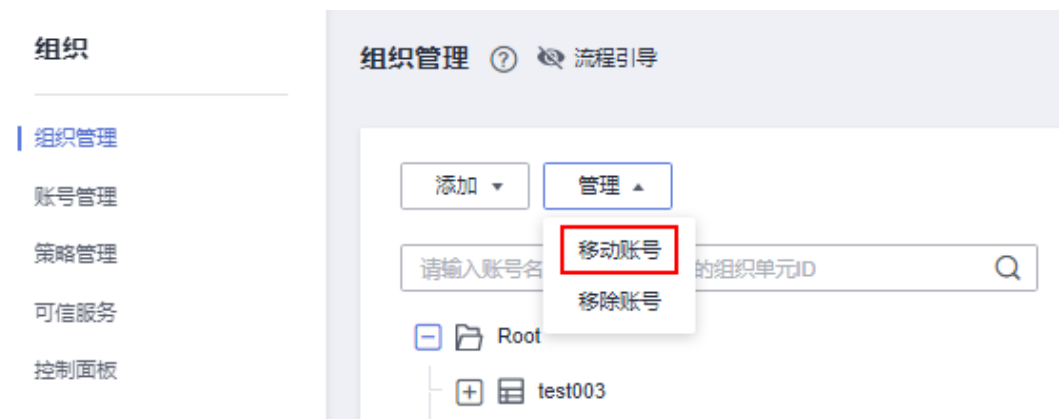 组织
组织管理
账号管理
策略管理
可信服务
控制面板
组织管理 ? 流程引导
添加 管理
移动账号
移除账号
请输入账号名 的组织单元ID
Root
test003